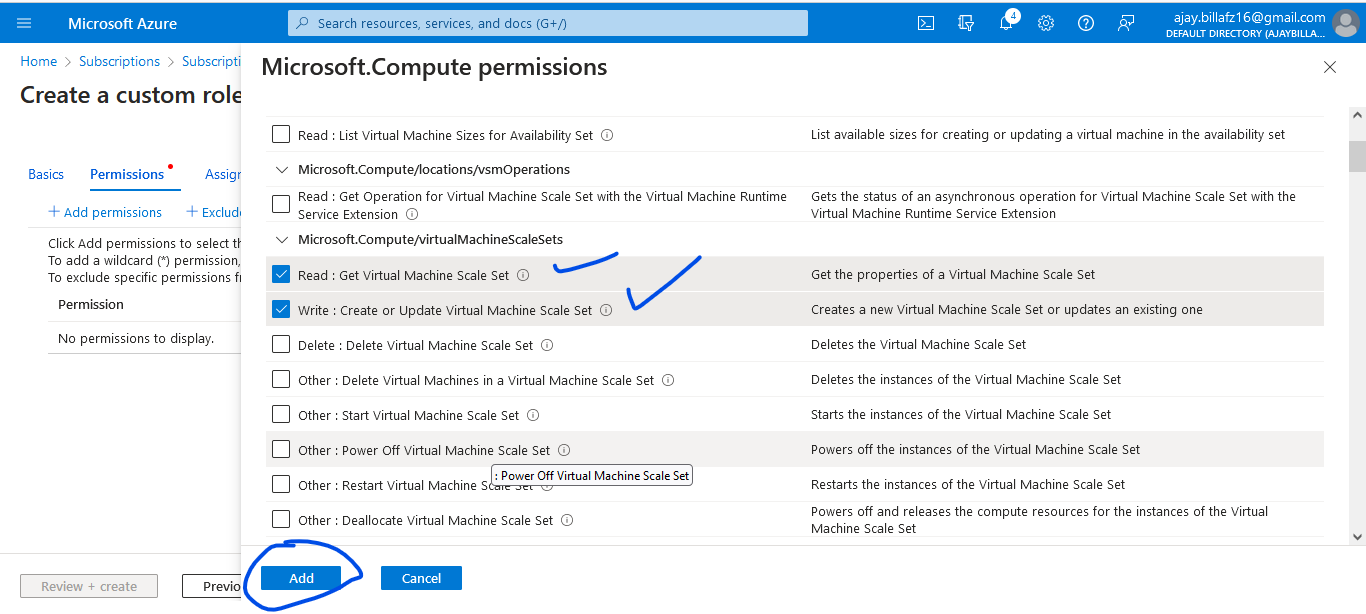 Microsoft Azure
Search resources, services, and docs (G+/)
4
ajay.billafz16@gmail.com
DEFAULT DIRECTORY (AJAYBILLA...
Home > Subscriptions > Subscripti
Create a custom role
Microsoft.Compute permissions
Basics
Permissions
Assign
+ Add permissions
+ Exclude
Click Add permissions to select th
To add a wildcard (*) permission,
To exclude specific permissions fr
Permission
No permissions to display.
Read : List Virtual Machine Sizes for Availability Set
List available sizes for creating or updating a virtual machine in the availability set
Microsoft.Compute/locations/vsmOperations
Read : Get Operation for Virtual Machine Scale Set with the Virtual Machine Runtime
Service Extension
Gets the status of an asynchronous operation for Virtual Machine Scale Set with the
Virtual Machine Runtime Service Extension
Microsoft.Compute/virtualMachineScaleSets
Read : Get Virtual Machine Scale Set
Get the properties of a Virtual Machine Scale Set
Write : Create or Update Virtual Machine Scale Set
Creates a new Virtual Machine Scale Set or updates an existing one
Delete : Delete Virtual Machine Scale Set
Deletes the Virtual Machine Scale Set
Other : Delete Virtual Machines in a Virtual Machine Scale Set
Deletes the instances of the Virtual Machine Scale Set
Other : Start Virtual Machine Scale Set
Starts the instances of the Virtual Machine Scale Set
Other : Power Off Virtual Machine Scale Set
Powers off the instances of the Virtual Machine Scale Set
: Power Off Virtual Machine Scale Set
Other : Restart Virtual Machine Scale Set
Restarts the instances of the Virtual Machine Scale Set
Other : Deallocate Virtual Machine Scale Set
Powers off and releases the compute resources for the instances of the Virtual
Machine Scale Set
Review + create
Previo
Add
Cancel